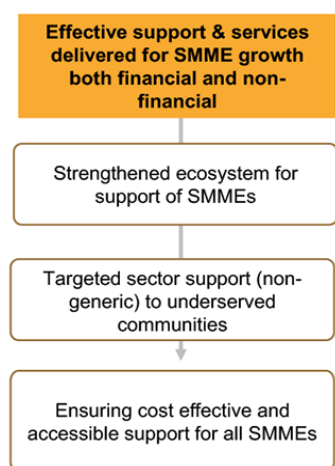 Effective support & services
delivered for SMME growth
both financial and non-
financial
Strengthened ecosystem for
support of SMMEs
Targeted sector support (non-
generic) to underserved
communities
Ensuring cost effective and
accessible support for all SMMEs